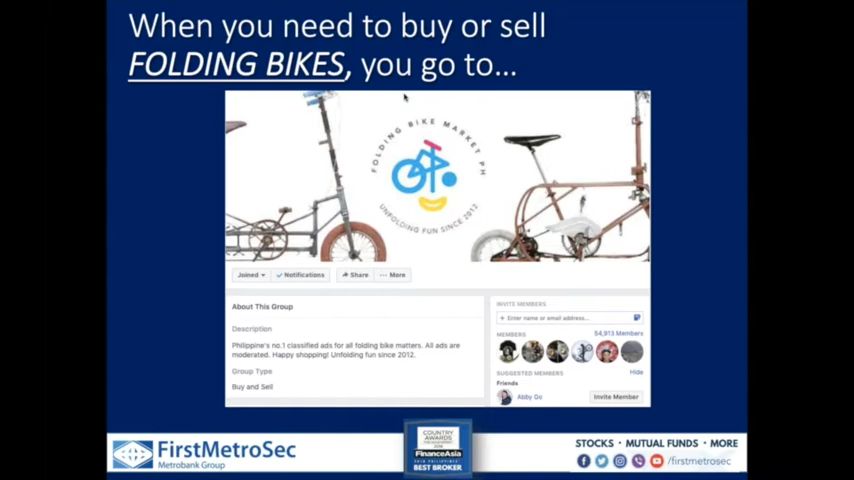 When you need to buy or sell
FOLDING BIKES, you go to...
FOLDING BIKE MARKET PH
UNFOLDING FUN SINCE 2012
Joined
Notifications
Share
More
About This Group
Description
Philippine's no.1 classified ads for all folding bike matters. All ads are
moderated. Happy shopping! Unfolding fun since 2012.
Group Type
Buy and Sell
INVITE MEMBERS
+ Enter name or email address...
MEMBERS
54,913 Members
SUGGESTED MEMBERS
Hide
Friends
Abby Go
Invite Member
FirstMetroSec
Metrobank Group
COUNTRY
AWARDS
FinanceAsia
BEST BROKER
STOCKS • MUTUAL FUNDS • MORE
/firstmetrosec